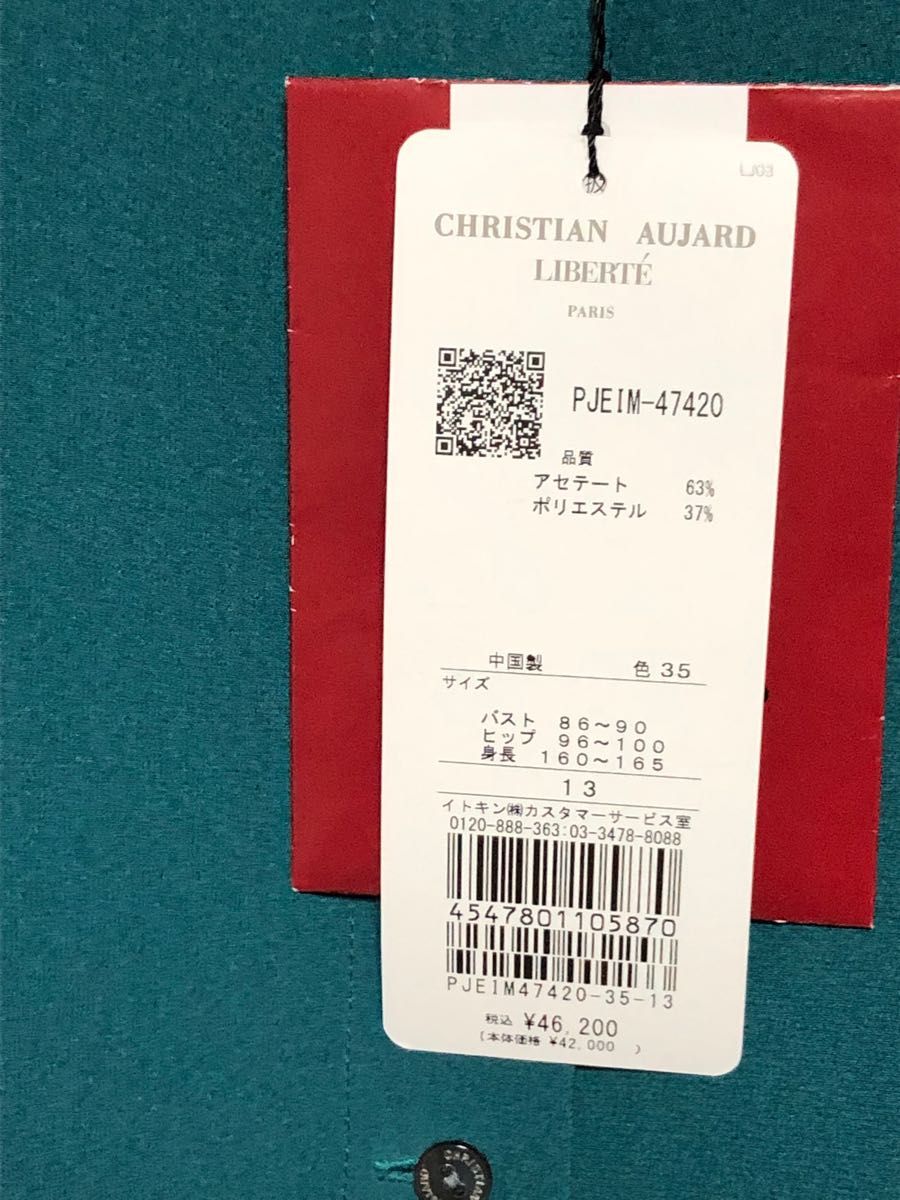 LJ03
扱
CHRISTIAN AUJARD
LIBERTÉ
PARIS
PJEIM-47420
品質
アセテート 63%
ポリエステル 37%
中国製 色 35
サイズ
バスト 86～90
ヒップ 96～100
身長 160～165
13
イトキン㈱カスタマーサービス室
0120-888-363:03-3478-8088
4547801105870
PJEIM47420-35-13
税込 ¥46,200
(本体価格 ¥42,000 )
CHRISTIAN